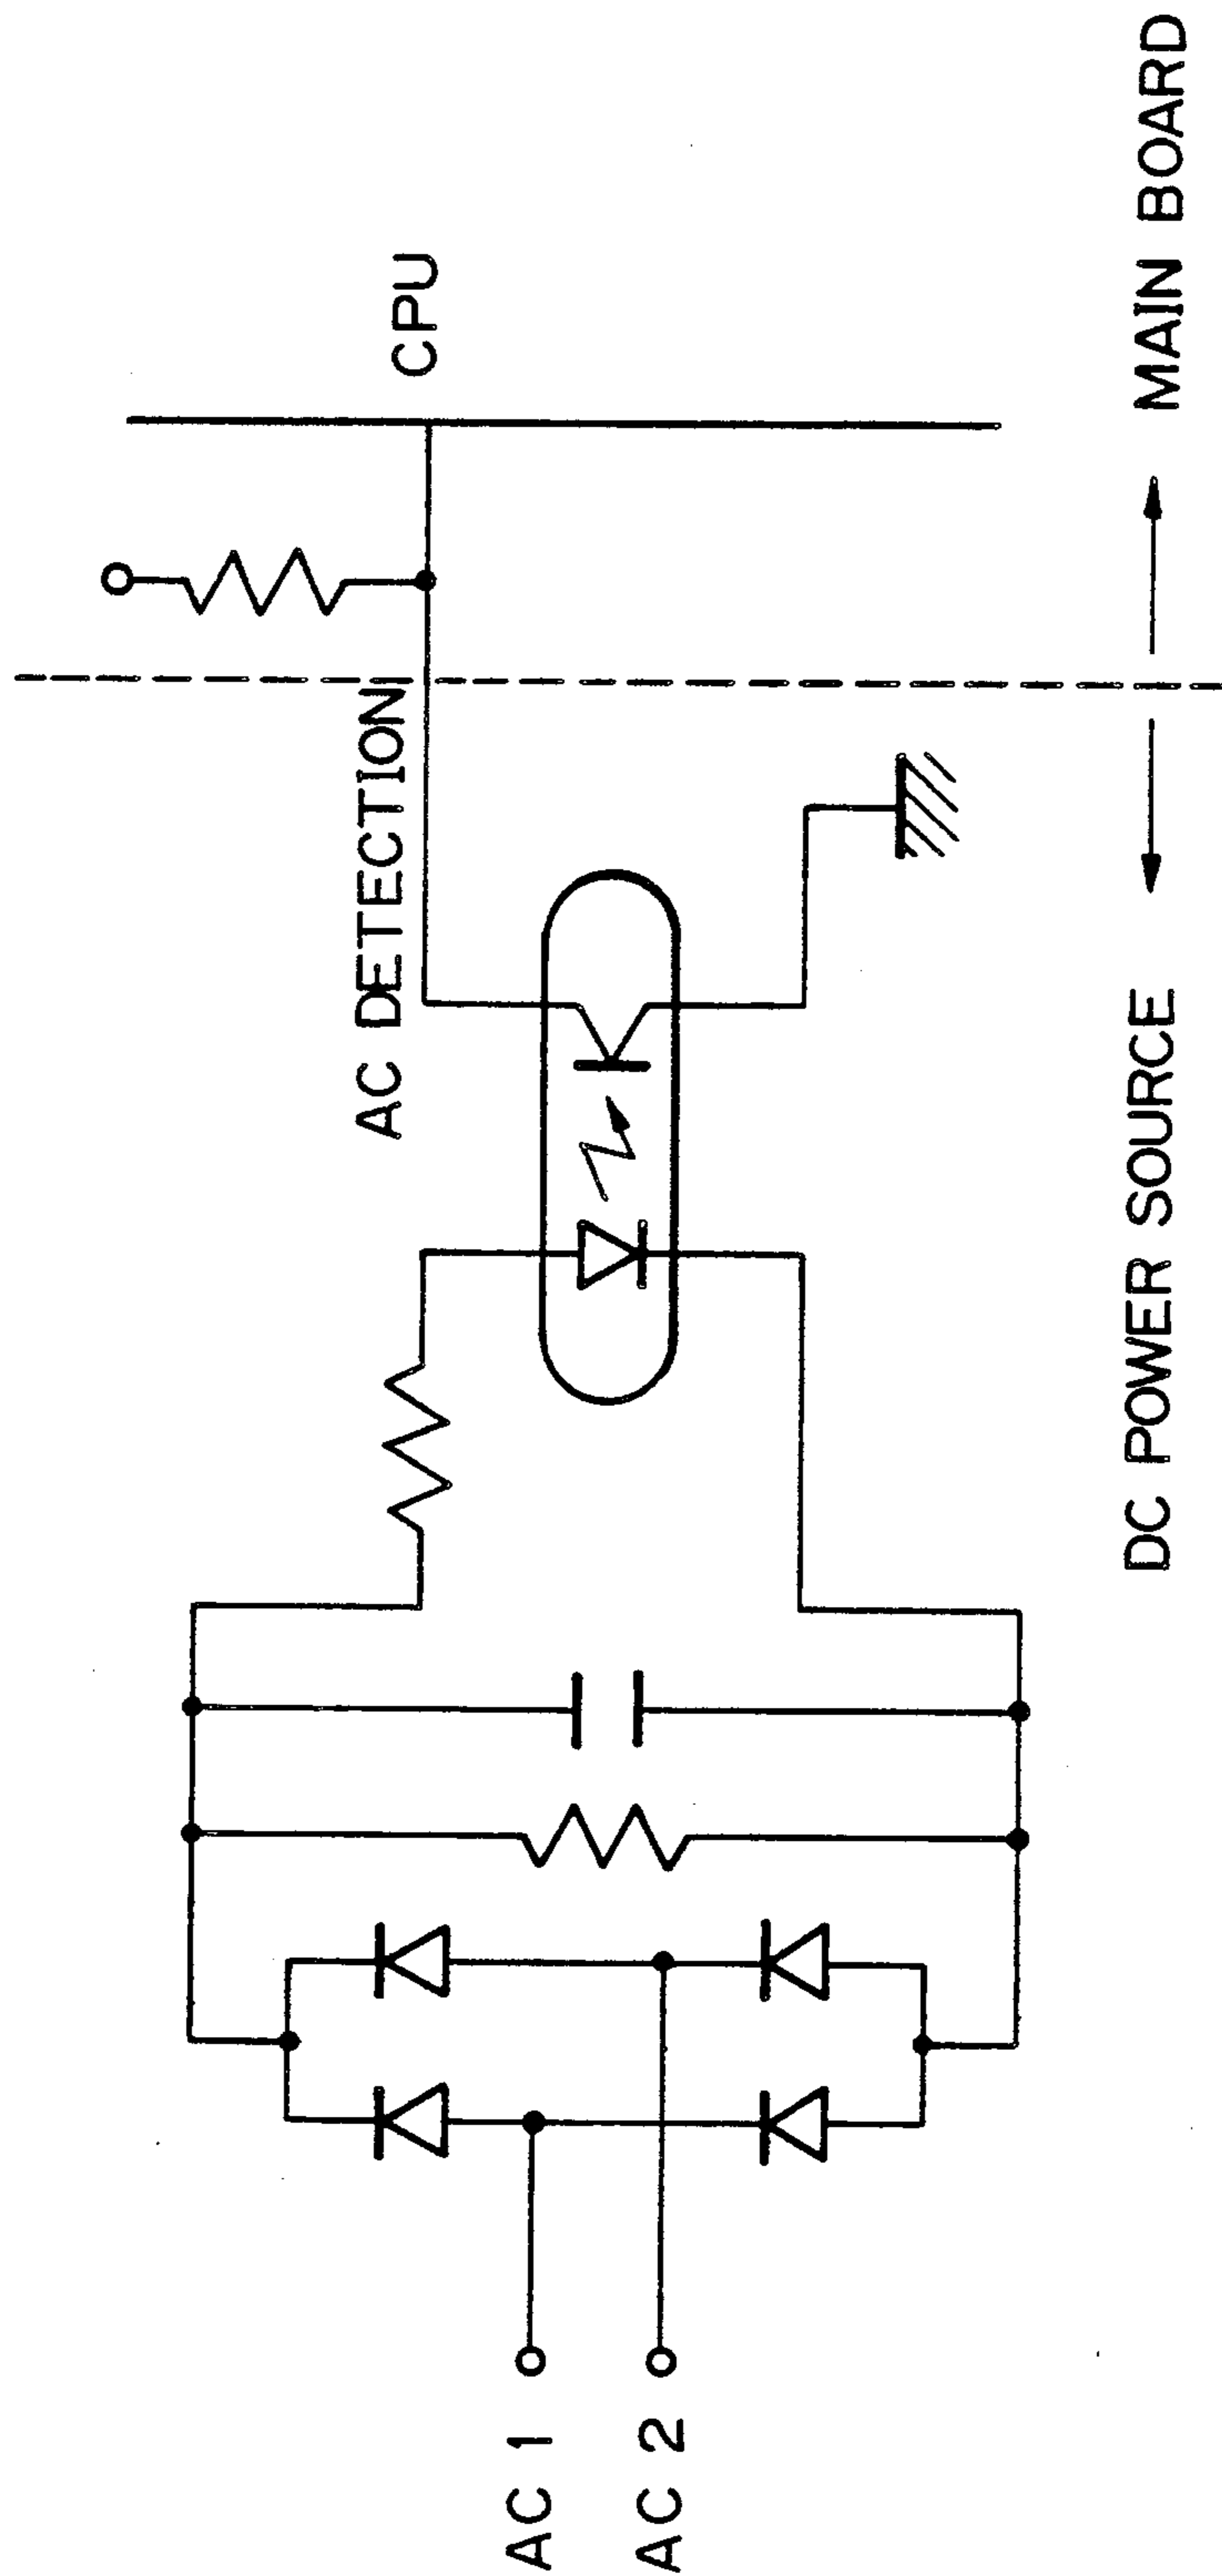 AC 1
AC 2
AC DETECTION
CPU
DC POWER SOURCE
MAIN BOARD